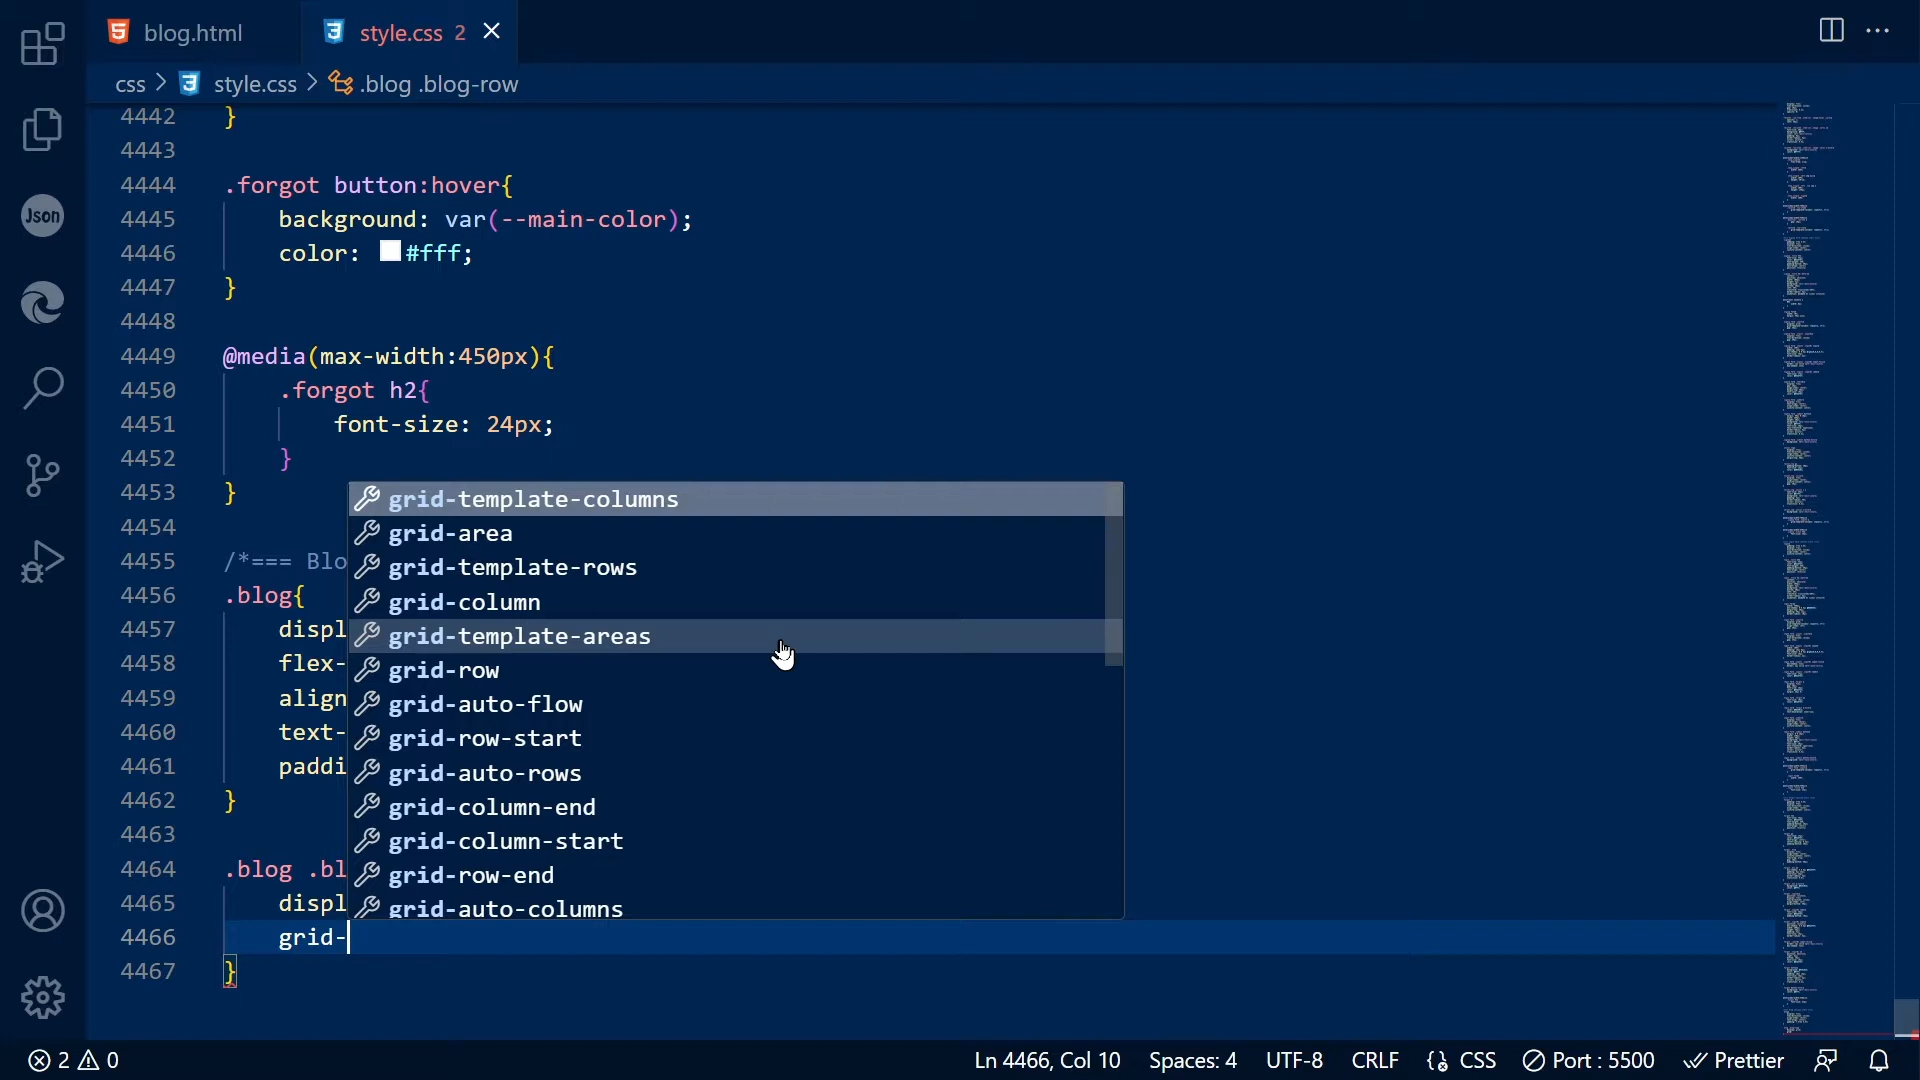 blog.html
style.css 2
css > style.css > .blog .blog-row
Json
4442 }
4443
4444 .forgot button:hover{
4445 background: var(--main-color);
4446 color: #fff;
4447 }
4448
4449 @media(max-width:450px){
4450 .forgot h2{
4451 font-size: 24px;
4452 }
4453 }
4454
4455 /*=== Blo
4456 .blog{
4457 displ
4458 flex-
4459 align
4460 text-
4461 paddi
4462 }
4463
4464 .blog .bl
4465 displ
4466 grid-
4467 }
grid-template-columns
grid-area
grid-template-rows
grid-column
grid-template-areas
grid-row
grid-auto-flow
grid-row-start
grid-auto-rows
grid-column-end
grid-column-start
grid-row-end
grid-auto-columns
2 0
Ln 4466, Col 10 Spaces: 4 UTF-8 CRLF CSS Port : 5500 Prettier